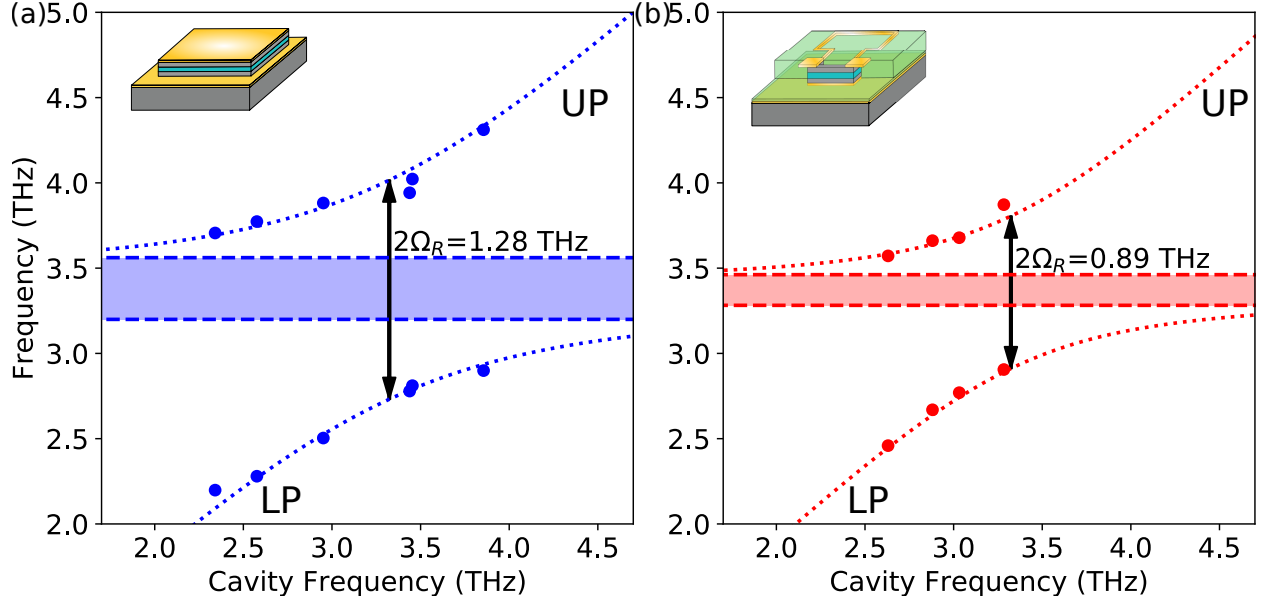 (a)
5.0
4.5
4.0
3.5
3.0
2.5
2.0
Frequency (THz)
UP
2Ω_R=1.28 THz
LP
2.0 2.5 3.0 3.5 4.0 4.5
Cavity Frequency (THz)
(b)
5.0
4.5
4.0
3.5
3.0
2.5
2.0
UP
2Ω_R=0.89 THz
LP
2.0 2.5 3.0 3.5 4.0 4.5
Cavity Frequency (THz)